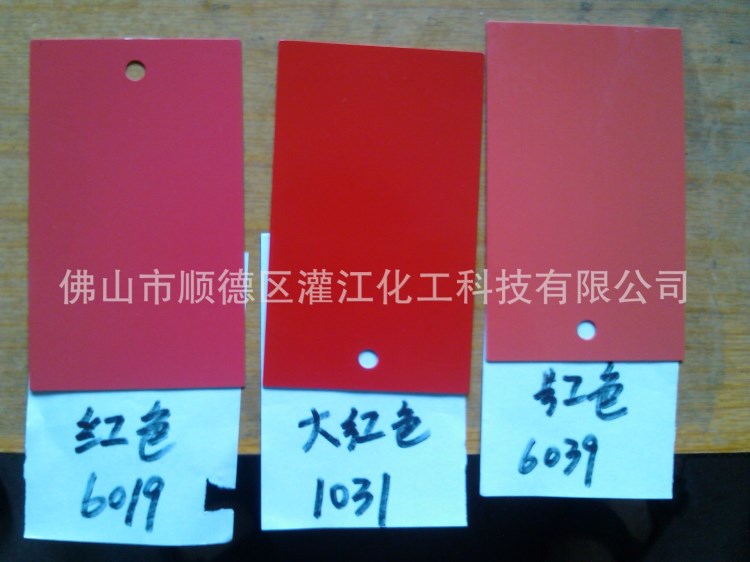 佛山市顺德区灌江化工科技有限公司
红色
6019
大红色
1031
红色
6039